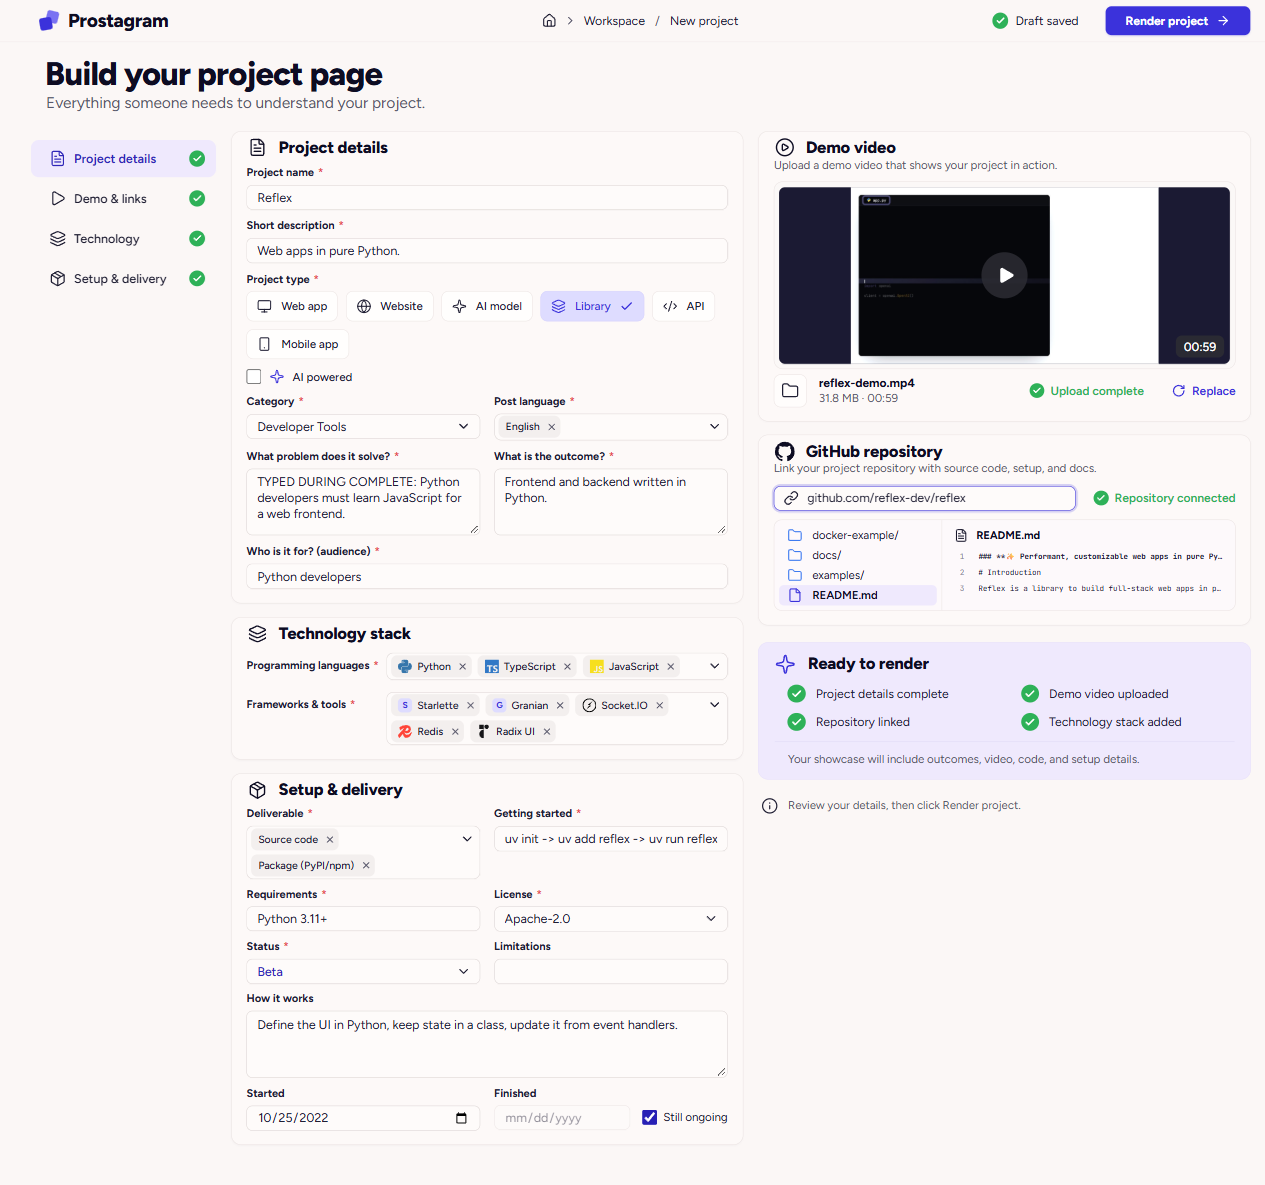 Prostagram
Workspace / New project
Draft saved
Render project
Build your project page
Everything someone needs to understand your project.
Project details
Demo & links
Technology
Setup & delivery
Project details
Project name *
Reflex
Short description *
Web apps in pure Python.
Project type *
Web app
Website
AI model
Library
API
Mobile app
AI powered
Category *
Developer Tools
Post language *
English
What problem does it solve? *
TYPED DURING COMPLETE: Python
developers must learn JavaScript for
a web frontend.
What is the outcome? *
Frontend and backend written in
Python.
Who is it for? (audience) *
Python developers
Technology stack
Programming languages *
Python
TypeScript
JavaScript
Frameworks & tools *
Starlette
Granian
Socket.IO
Redis
Radix UI
Setup & delivery
Deliverable *
Source code
Package (PyPI/npm)
Getting started *
uv init -> uv add reflex -> uv run reflex
Requirements *
Python 3.11+
License *
Apache-2.0
Status *
Beta
Limitations
How it works
Define the UI in Python, keep state in a class, update it from event handlers.
Started
10/25/2022
Finished
mm/dd/yyyy
Still ongoing
Demo video
Upload a demo video that shows your project in action.
00:59
reflex-demo.mp4
31.8 MB · 00:59
Upload complete
Replace
GitHub repository
Link your project repository with source code, setup, and docs.
github.com/reflex-dev/reflex
Repository connected
docker-example/
docs/
examples/
README.md
README.md
1 ### **✨ Performant, customizable web apps in pure Py…
2 # Introduction
3 Reflex is a library to build full-stack web apps in p…
Ready to render
Project details complete
Demo video uploaded
Repository linked
Technology stack added
Your showcase will include outcomes, video, code, and setup details.
Review your details, then click Render project.